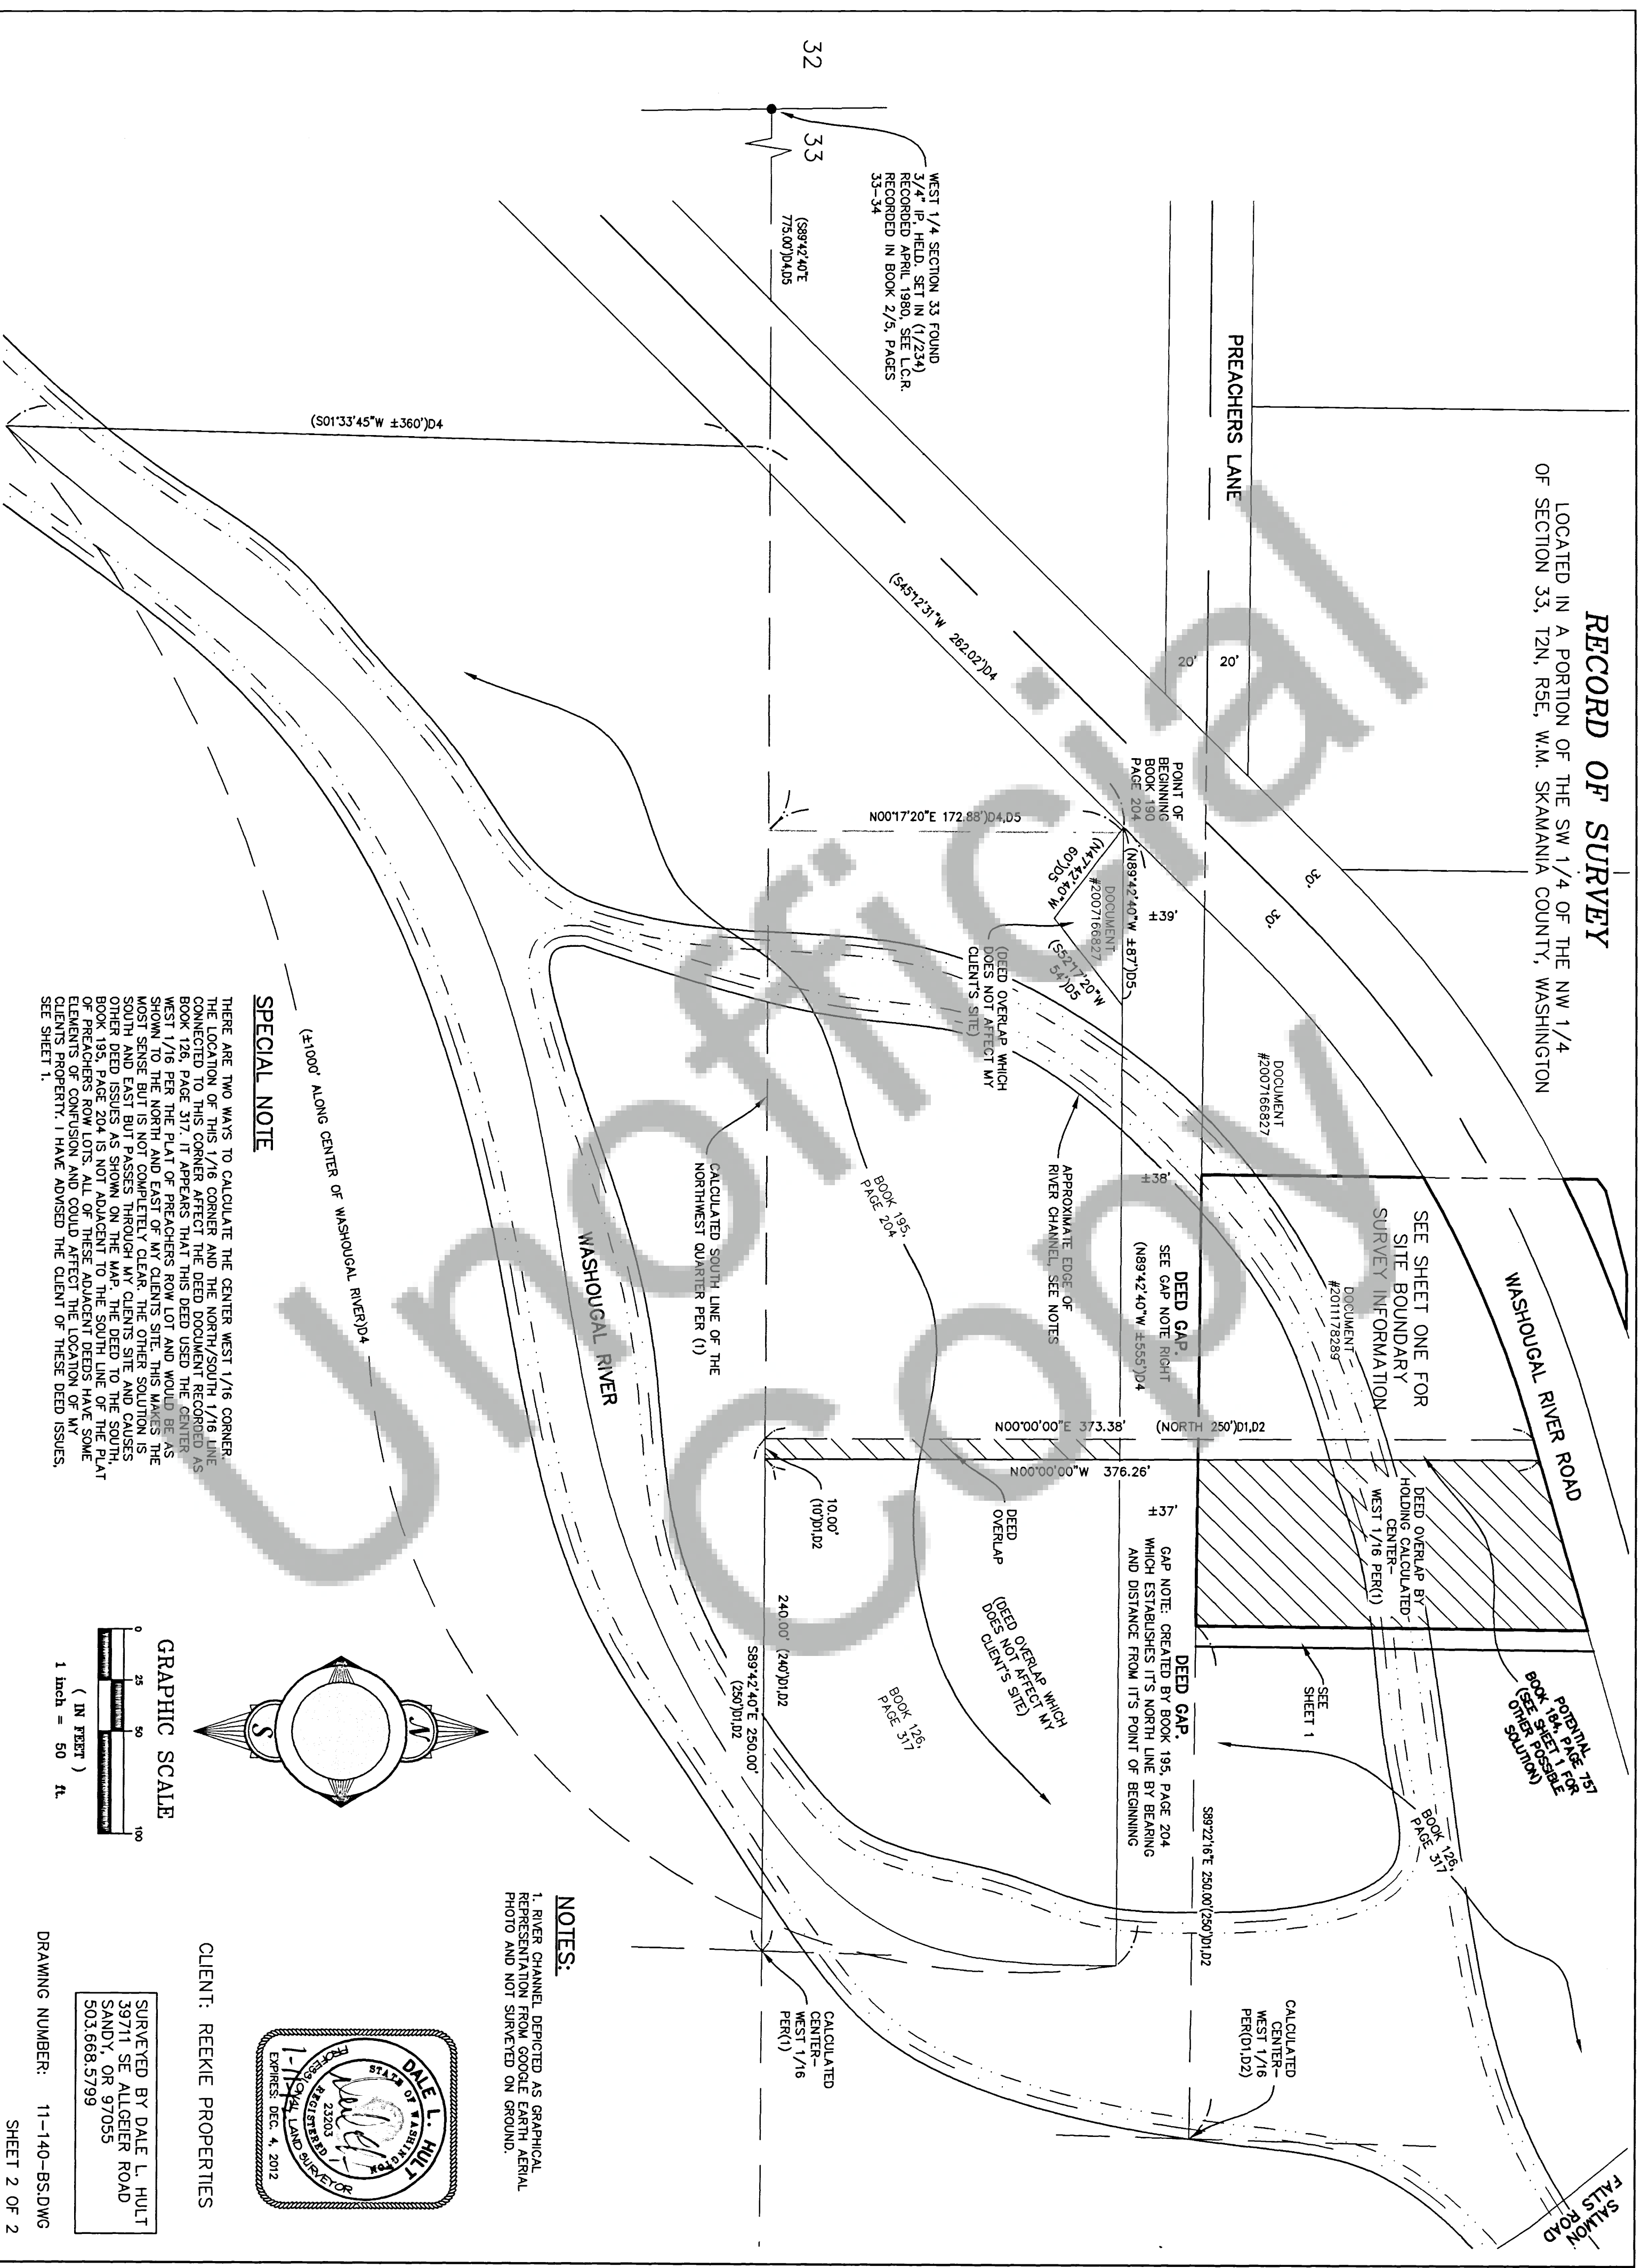 RECORD OF SURVEY
LOCATED IN A PORTION OF THE SW 1/4 OF THE NW 1/4
OF SECTION 33, T2N, R5E, W.M. SKAMANIA COUNTY, WASHINGTON
32
33
WEST 1/4 SECTION 33 FOUND
3/4" IP, HELD. SET IN (1/234)
RECORDED APRIL 1980, SEE L.C.R.
RECORDED IN BOOK 2/5, PAGES
33-34
(S89°42'40"E
775.00')D4,D5
PREACHERS LANE
20'
20'
30'
30'
(S01°33'45"W ±360')D4
(S45°12'31"W 262.02')D4
POINT OF
BEGINNING
BOOK 190
PAGE 204
N00°17'20"E 172.88')D4,D5
(N47°42'40"W
60')D5
(N89°42'40"W ±87')D5
DOCUMENT
#2007166827
(S52°17'20"W
54')D5
±39'
(DEED OVERLAP WHICH
DOES NOT AFFECT MY
CLIENT'S SITE)
DOCUMENT
#2007166827
SEE SHEET ONE FOR
SITE BOUNDARY
SURVEY INFORMATION
WASHOUGAL RIVER ROAD
DOCUMENT
#2011178289
±38'
DEED GAP.
SEE GAP NOTE RIGHT
(N89°42'40"W ±555')D4
APPROXIMATE EDGE OF
RIVER CHANNEL, SEE NOTES
BOOK 195,
PAGE 204
CALCULATED SOUTH LINE OF THE
NORTHWEST QUARTER PER (1)
WASHOUGAL RIVER
N00°00'00"E 373.38'
(NORTH 250')D1,D2
N00°00'00"W 376.26'
DEED OVERLAP BY
HOLDING CALCULATED
CENTER-
WEST 1/16 PER(1)
±37'
GAP NOTE: CREATED BY BOOK 195, PAGE 204
WHICH ESTABLISHES IT'S NORTH LINE BY BEARING
AND DISTANCE FROM IT'S POINT OF BEGINNING
DEED
OVERLAP
(DEED OVERLAP WHICH
DOES NOT AFFECT MY
CLIENT'S SITE)
10.00'
(10')D1,D2
240.00' (240')D1,D2
S89°42'40"E 250.00'
(250')D1,D2
DEED GAP.
SEE
SHEET 1
POTENTIAL
BOOK 184, PAGE 757
(SEE SHEET 1 FOR
OTHER POSSIBLE
SOLUTION)
BOOK 126,
PAGE 317
BOOK 126,
PAGE 317
S89°22'16"E 250.00'(250')D1,D2
CALCULATED
CENTER-
WEST 1/16
PER(D1,D2)
CALCULATED
CENTER-
WEST 1/16
PER(1)
SALMON
FALLS
ROAD
(±1000' ALONG CENTER OF WASHOUGAL RIVER)D4
SPECIAL NOTE
THERE ARE TWO WAYS TO CALCULATE THE CENTER WEST 1/16 CORNER.
THE LOCATION OF THIS 1/16 CORNER AND THE NORTH/SOUTH 1/16 LINE
CONNECTED TO THIS CORNER AFFECT THE DEED DOCUMENT RECORDED AS
BOOK 126, PAGE 317. IT APPEARS THAT THIS DEED USED THE CENTER
WEST 1/16 PER THE PLAT OF PREACHERS ROW LOT AND WOULD BE AS
SHOWN TO THE NORTH AND EAST OF MY CLIENTS SITE. THIS MAKES THE
MOST SENSE BUT IS NOT COMPLETELY CLEAR. THE OTHER SOLUTION IS
SOUTH AND EAST BUT PASSES THROUGH MY CLIENTS SITE AND CAUSES
OTHER DEED ISSUES AS SHOWN ON THE MAP. THE DEED TO THE SOUTH,
BOOK 195, PAGE 204 IS NOT ADJACENT TO THE SOUTH LINE OF THE PLAT
OF PREACHERS ROW LOTS. ALL OF THESE ADJACENT DEEDS HAVE SOME
ELEMENTS OF CONFUSION AND COULD AFFECT THE LOCATION OF MY
CLIENTS PROPERTY. I HAVE ADVISED THE CLIENT OF THESE DEED ISSUES,
SEE SHEET 1.
N
S
GRAPHIC SCALE
0 25 50 100
( IN FEET )
1 inch = 50 ft.
NOTES:
1. RIVER CHANNEL DEPICTED AS GRAPHICAL
REPRESENTATION FROM GOOGLE EARTH AERIAL
PHOTO AND NOT SURVEYED ON GROUND.
DALE L. HULT
STATE OF WASHINGTON
23203
REGISTERED
PROFESSIONAL LAND SURVEYOR
EXPIRES: DEC. 4, 2012
CLIENT: REEKIE PROPERTIES
SURVEYED BY DALE L. HULT
39711 SE ALLGEIER ROAD
SANDY, OR 97055
503.668.5799
DRAWING NUMBER: 11-140-BS.DWG
SHEET 2 OF 2
Unofficial
Copy